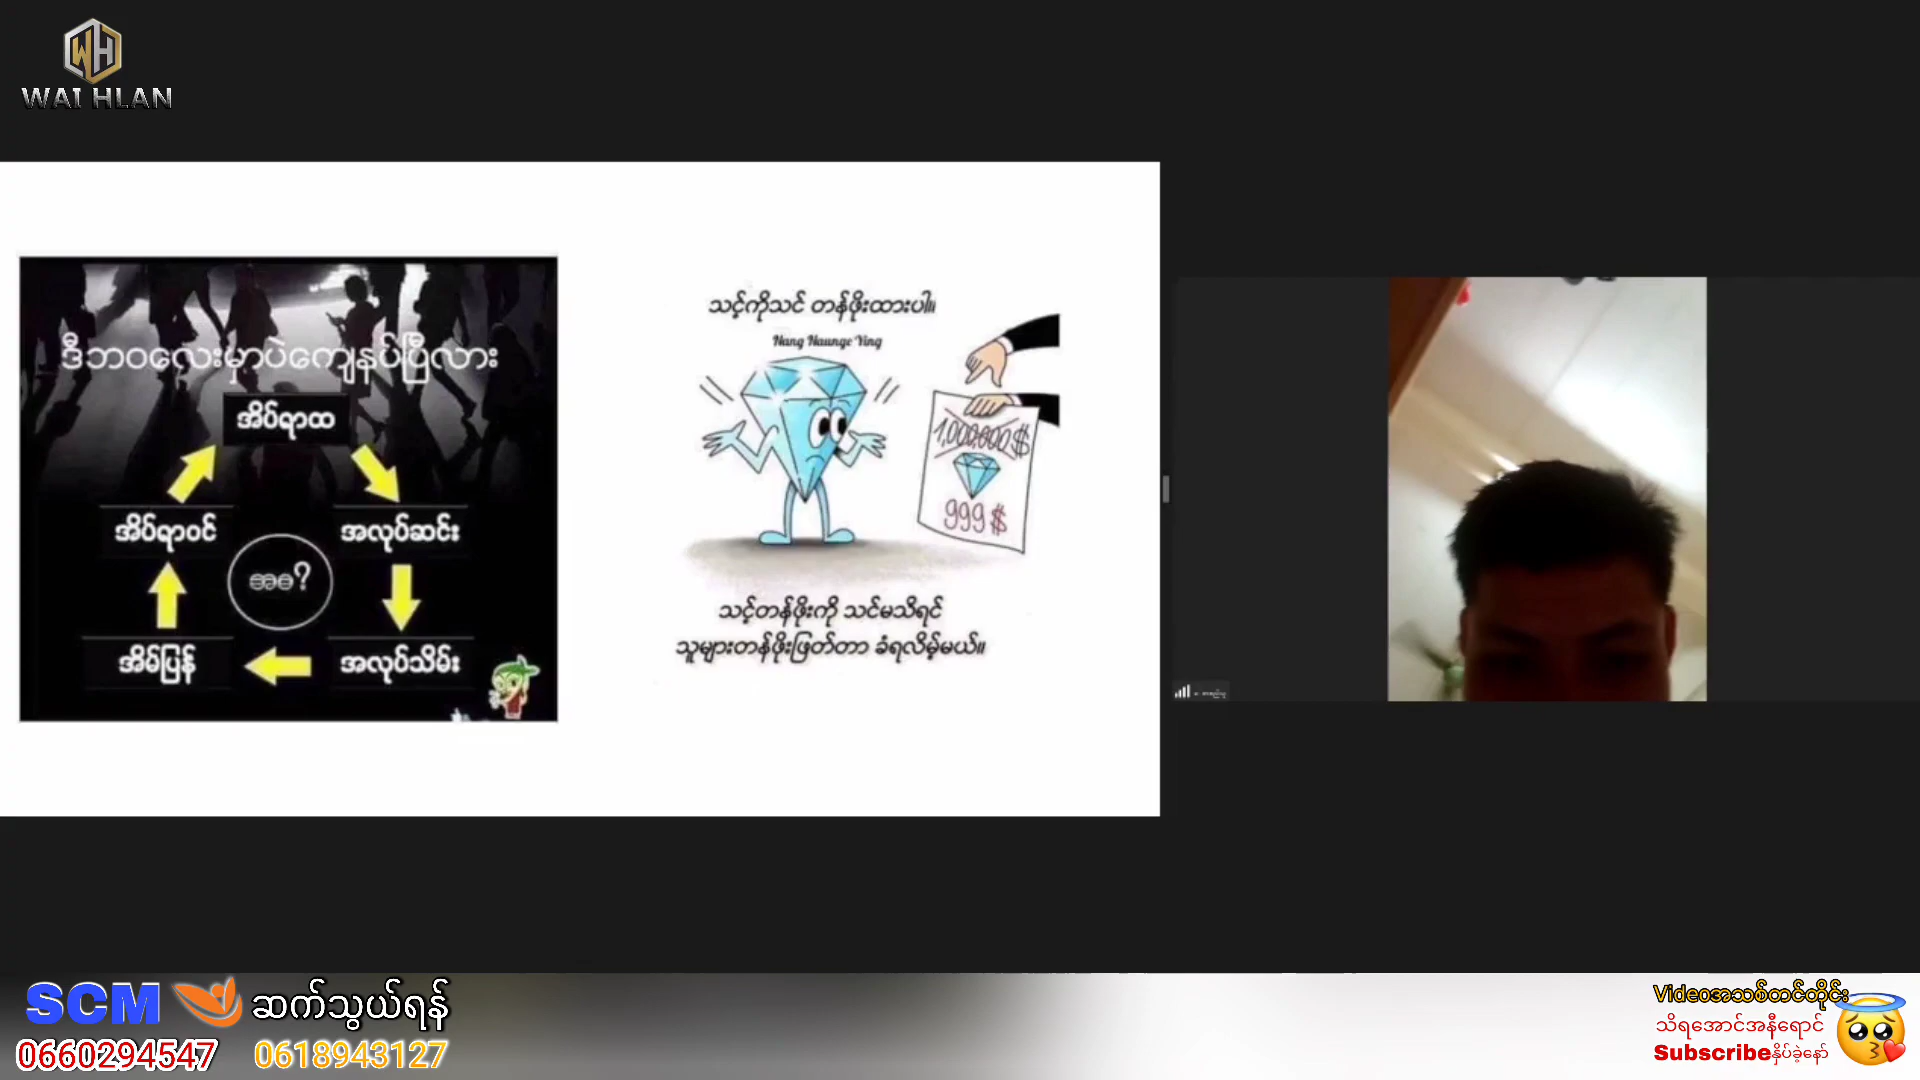 WH
WAI HLAN
ဒီဘဝလေးမှာပဲကျေနပ်ပြီလား
အိပ်ရာထ
အိပ်ရာဝင်
အလုပ်ဆင်း
အိမ်ပြန်
အလုပ်သိမ်း
သင့်ကိုသင် တန်ဖိုးထားပါ။
Nang Naunge Ying
1,000,000$
999$
သင့်တန်ဖိုးကို သင်မသိရင်
သူများတန်ဖိုးဖြတ်တာ ခံရလိမ့်မယ်။
SCM ဆက်သွယ်ရန်
0660294547 0618943127
Videoအသစ်တင်တိုင်း
သိရအောင်အနီရောင်
Subscribeနှိပ်ခဲ့နော်